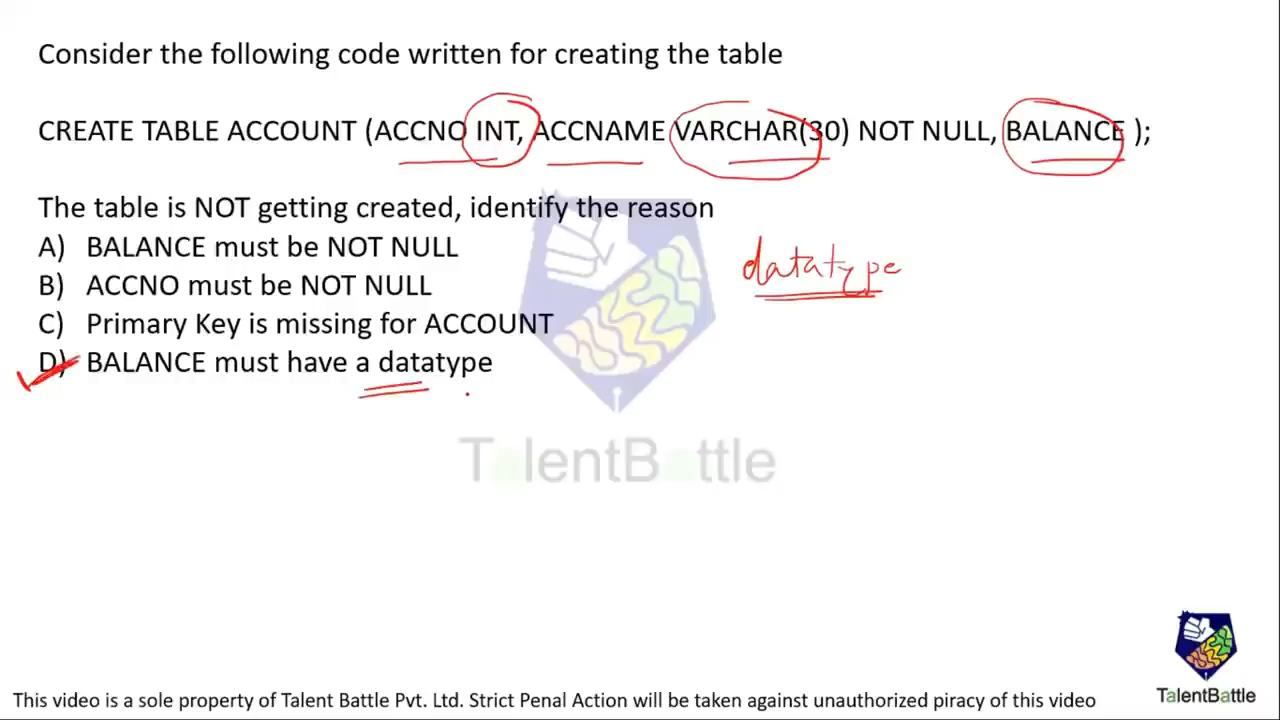 Consider the following code written for creating the table
CREATE TABLE ACCOUNT (ACCNO INT, ACCNAME VARCHAR(30) NOT NULL, BALANCE );
The table is NOT getting created, identify the reason
A) BALANCE must be NOT NULL
datatype
B) ACCNO must be NOT NULL
C) Primary Key is missing for ACCOUNT
D) BALANCE must have a datatype
TalentBattle
TalentBattle
This video is a sole property of Talent Battle Pvt. Ltd. Strict Penal Action will be taken against unauthorized piracy of this video